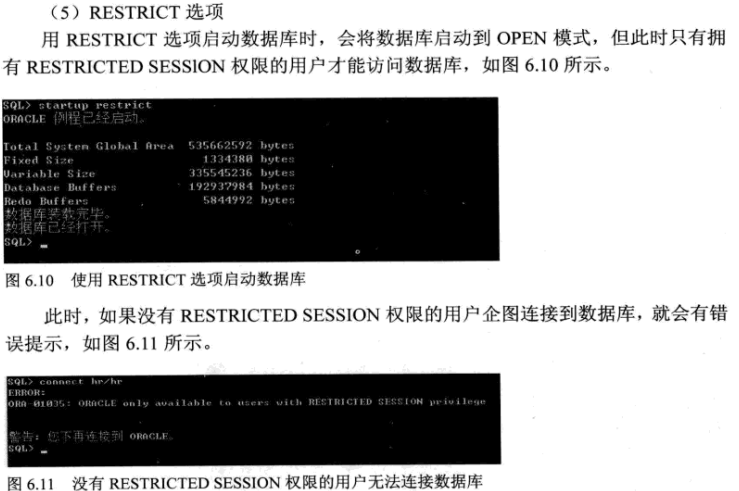 （5）RESTRICT 选项
用 RESTRICT 选项启动数据库时，会将数据库启动到 OPEN 模式，但此时只有拥
有 RESTRICTED SESSION 权限的用户才能访问数据库，如图 6.10 所示。
SQL> startup restrict
ORACLE 例程已经启动。
Total System Global Area 535662592 bytes
Fixed Size 1334380 bytes
Variable Size 335545236 bytes
Database Buffers 192937984 bytes
Redo Buffers 5844992 bytes
数据库装载完毕。
数据库已经打开。
SQL>
图 6.10 使用 RESTRICT 选项启动数据库
此时，如果没有 RESTRICTED SESSION 权限的用户企图连接到数据库，就会有错
误提示，如图 6.11 所示。
SQL> connect hr/hr
ERROR:
ORA-01035: ORACLE only available to users with RESTRICTED SESSION privilege
警告: 您不再连接到 ORACLE。
SQL>
图 6.11 没有 RESTRICTED SESSION 权限的用户无法连接数据库